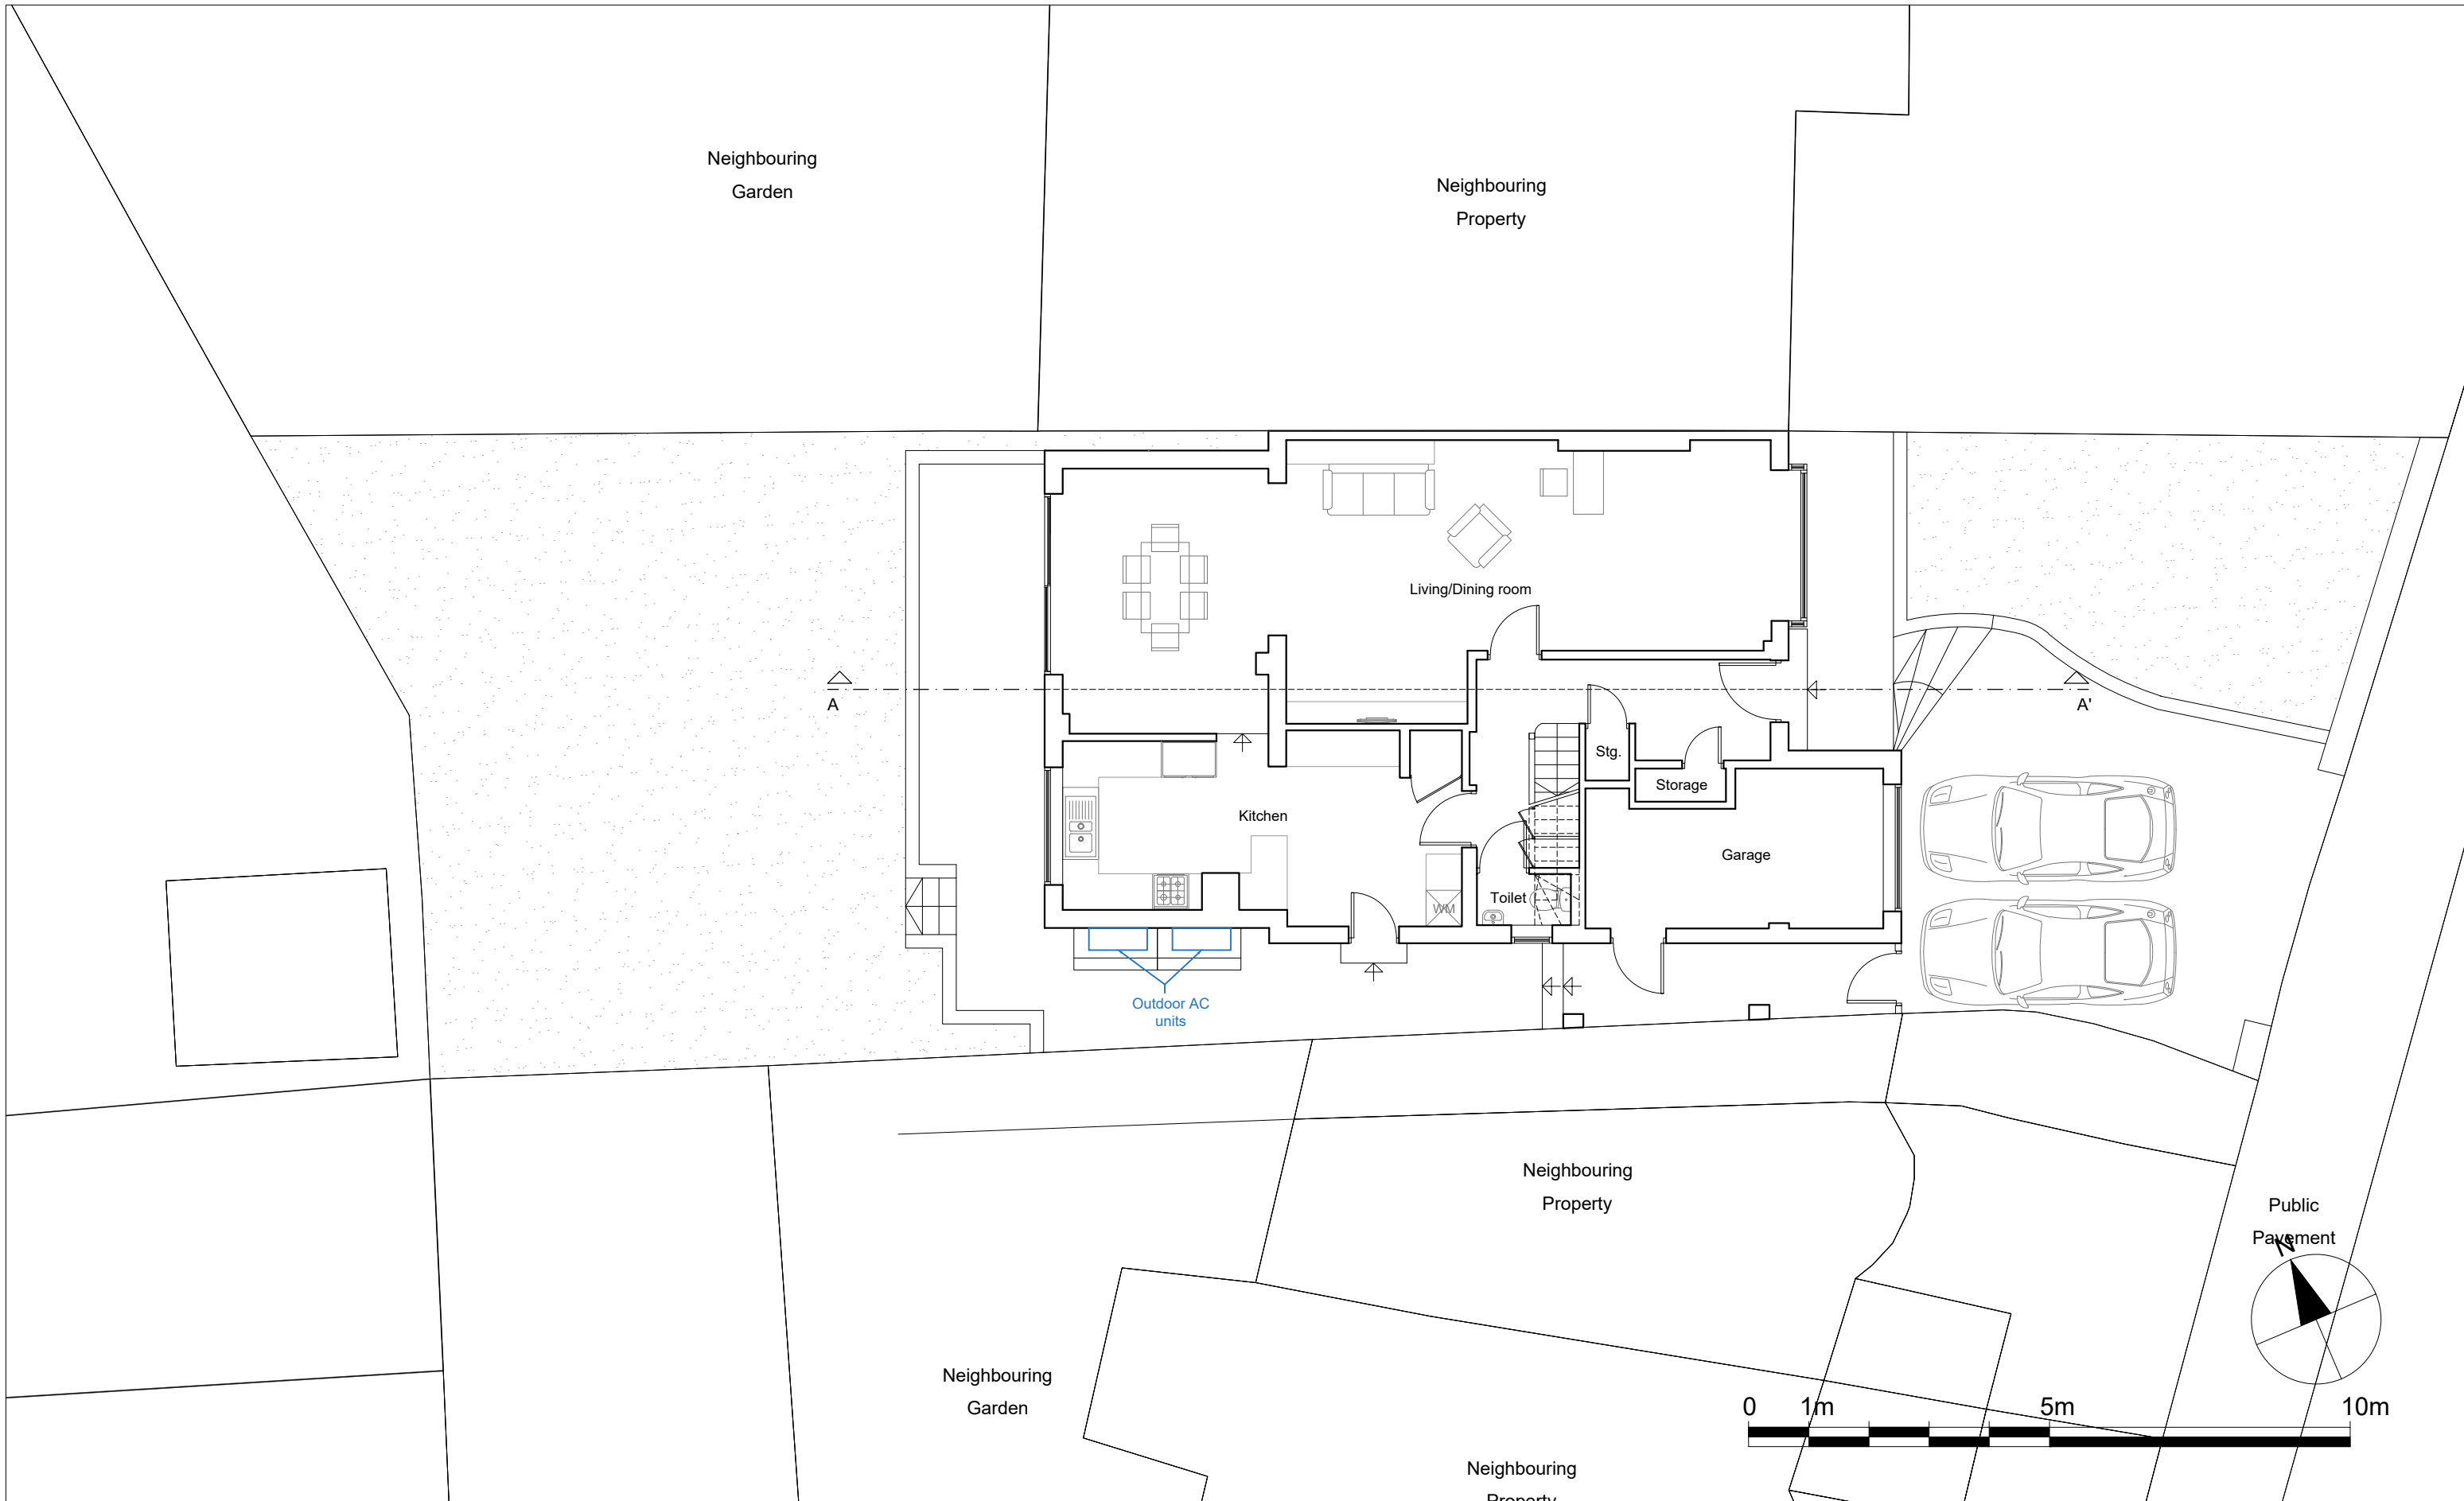 Neighbouring
Garden
Neighbouring
Property
Living/Dining room
A
A'
Stg.
Storage
Kitchen
Garage
Toilet
WM
Outdoor AC
units
Neighbouring
Property
Public
Pavement
N
Neighbouring
Garden
0 1m 5m 10m
Neighbouring
Property